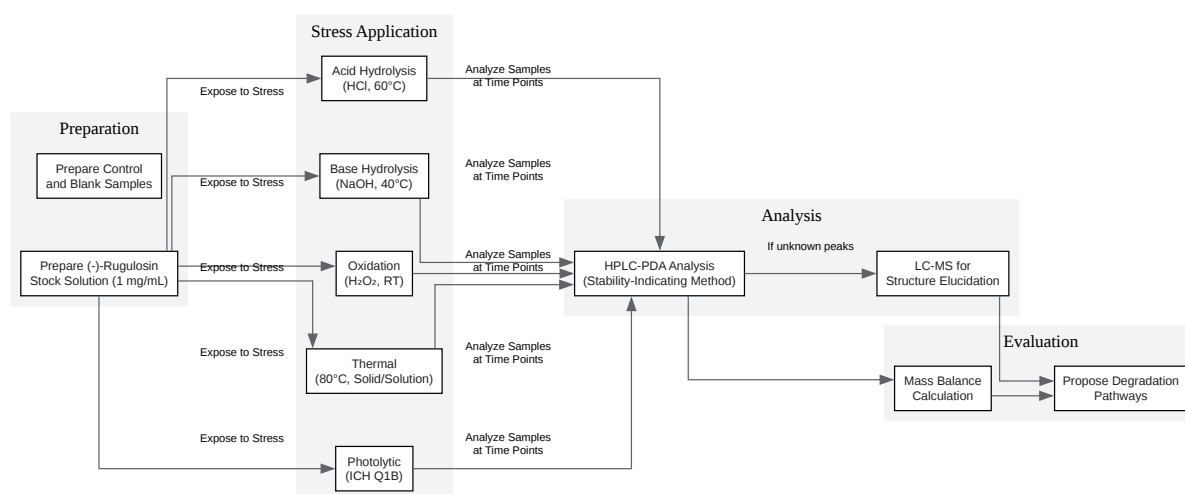 Stress Application
Acid Hydrolysis
(HCl, 60°C)
Analyze Samples
at Time Points
Expose to Stress
Preparation
Prepare Control
and Blank Samples
Base Hydrolysis
(NaOH, 40°C)
Expose to Stress
Analyze Samples
at Time Points
Analysis
If unknown peaks
Prepare (-)-Rugulosin
Stock Solution (1 mg/mL)
Expose to Stress
Oxidation
(H₂O₂, RT)
Analyze Samples
at Time Points
HPLC-PDA Analysis
(Stability-Indicating Method)
LC-MS for
Structure Elucidation
Expose to Stress
Thermal
(80°C, Solid/Solution)
Analyze Samples
at Time Points
Evaluation
Mass Balance
Calculation
Propose Degradation
Pathways
Expose to Stress
Photolytic
(ICH Q1B)
Analyze Samples
at Time Points